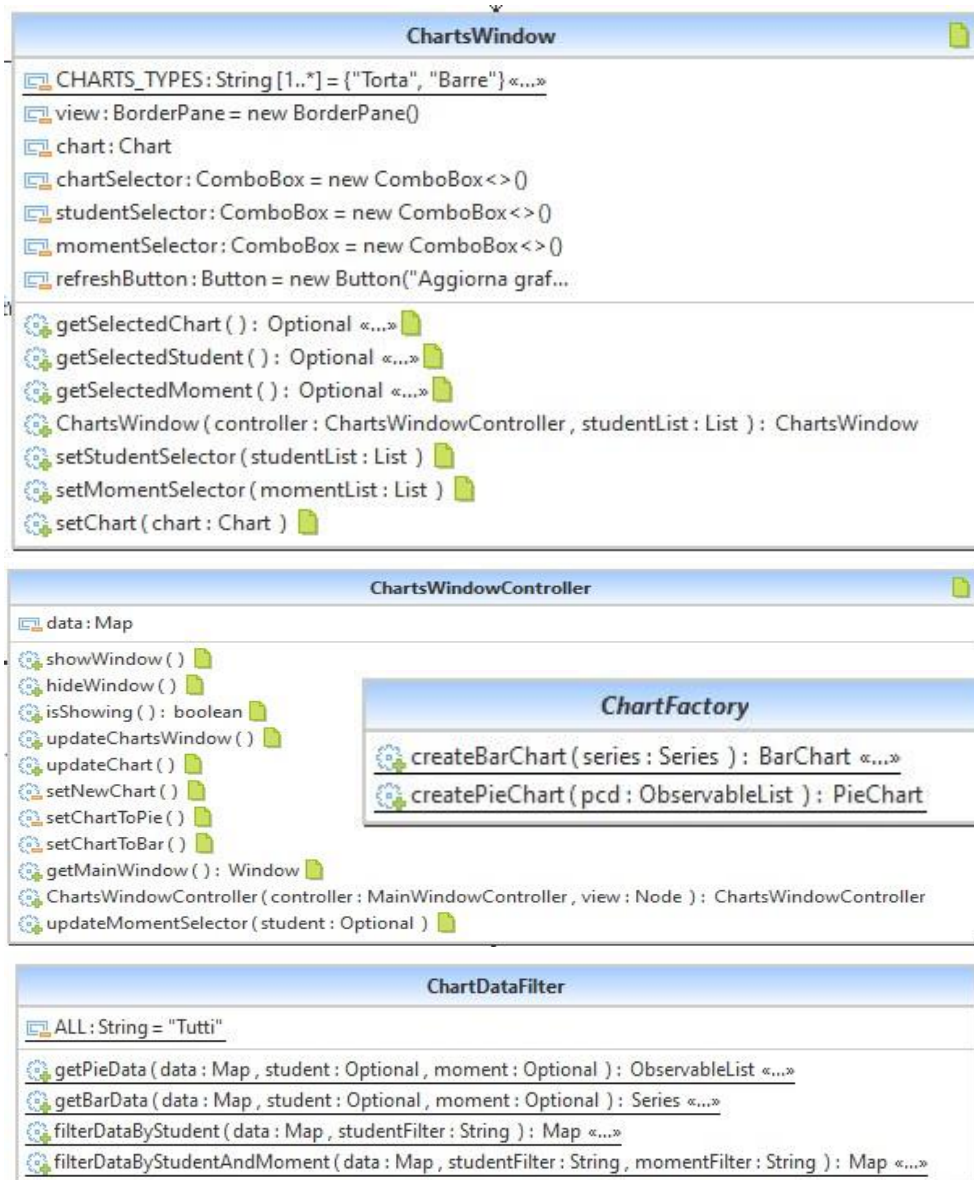 ChartsWindow
CHARTS_TYPES : String [1..*] = {"Torta", "Barre"} «...»
view : BorderPane = new BorderPane()
chart : Chart
chartSelector : ComboBox = new ComboBox<>()
studentSelector : ComboBox = new ComboBox<>()
momentSelector : ComboBox = new ComboBox<>()
refreshButton : Button = new Button("Aggiorna graf...
getSelectedChart ( ) : Optional «...»
getSelectedStudent ( ) : Optional «...»
getSelectedMoment ( ) : Optional «...»
ChartsWindow ( controller : ChartsWindowController , studentList : List ) : ChartsWindow
setStudentSelector ( studentList : List )
setMomentSelector ( momentList : List )
setChart ( chart : Chart )
ChartsWindowController
data : Map
showWindow ( )
hideWindow ( )
isShowing ( ) : boolean
updateChartsWindow ( )
updateChart ( )
setNewChart ( )
setChartToPie ( )
setChartToBar ( )
getMainWindow ( ) : Window
ChartsWindowController ( controller : MainWindowController , view : Node ) : ChartsWindowController
updateMomentSelector ( student : Optional )
ChartFactory
createBarChart ( series : Series ) : BarChart «...»
createPieChart ( pcd : ObservableList ) : PieChart
ChartDataFilter
ALL : String = "Tutti"
getPieData ( data : Map , student : Optional , moment : Optional ) : ObservableList «...»
getBarData ( data : Map , student : Optional , moment : Optional ) : Series «...»
filterDataByStudent ( data : Map , studentFilter : String ) : Map «...»
filterDataByStudentAndMoment ( data : Map , studentFilter : String , momentFilter : String ) : Map «...»